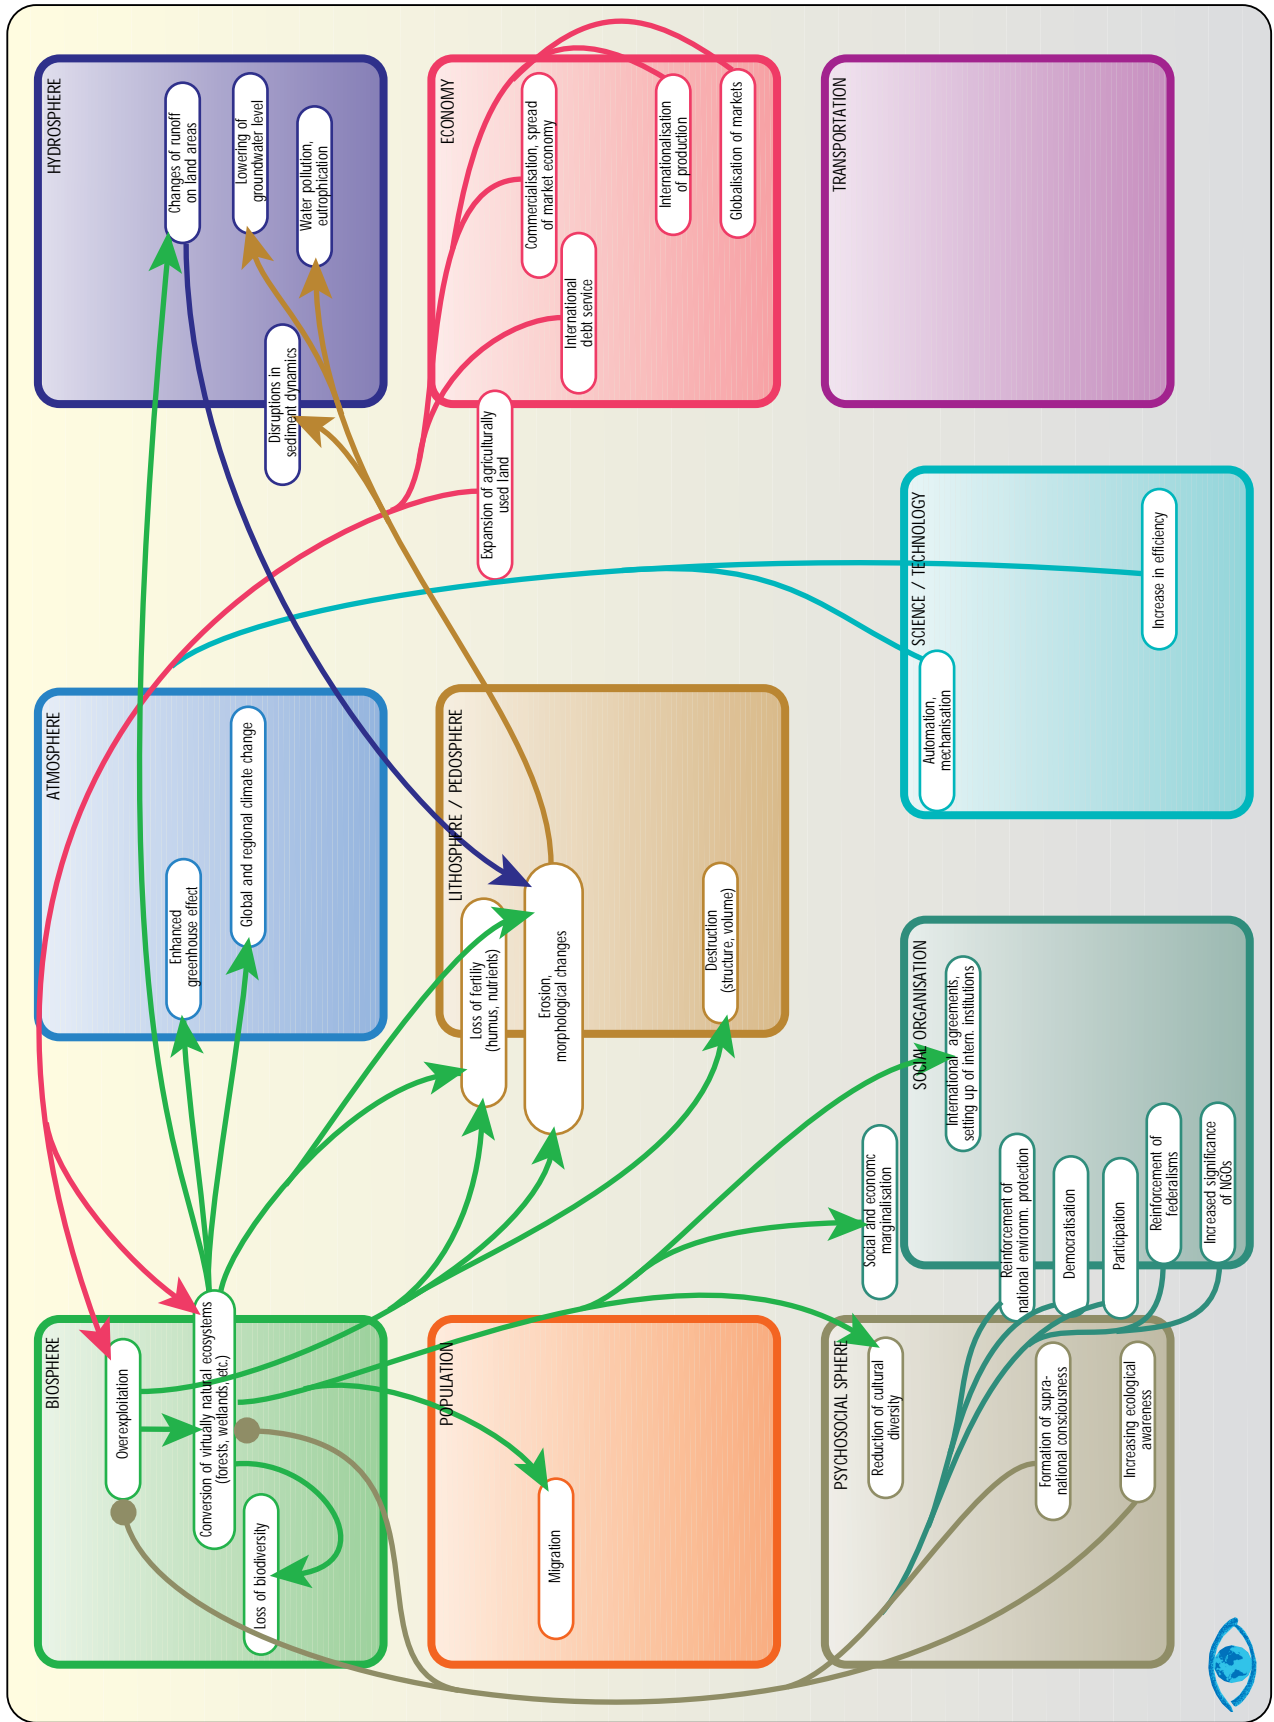 BIOSPHERE
Overexploitation
Conversion of virtually natural ecosystems
(forests, wetlands, etc.)
Loss of biodiversity
ATMOSPHERE
Enhanced
greenhouse effect
Global and regional climate change
HYDROSPHERE
Changes of runoff
on land areas
Lowering of
groundwater level
Water pollution,
eutrophication
Disruptions in
sediment dynamics
POPULATION
Migration
LITHOSPHERE / PEDOSPHERE
Loss of fertiliy
(humus, nutrients)
Erosion,
morphological changes
Destruction
(structure, volume)
ECONOMY
Expansion of agriculturally
used land
Commercialisation, spread
of market economy
International
debt service
Internationalisation
of production
Globalisation of markets
PSYCHOSOCIAL SPHERE
Reduction of cultural
diversity
Formation of supra-
national consciousness
Increasing ecological
awareness
SOCIAL ORGANISATION
Social and economc
marginalisation
International agreements,
setting up of intern. institutions
Reinforcement of
national environm. protection
Democratisation
Participation
Reinforcement of
federalisms
Increased significance
of NGOs
SCIENCE / TECHNOLOGY
Automation,
mechanisation
Increase in efficiency
TRANSPORTATION